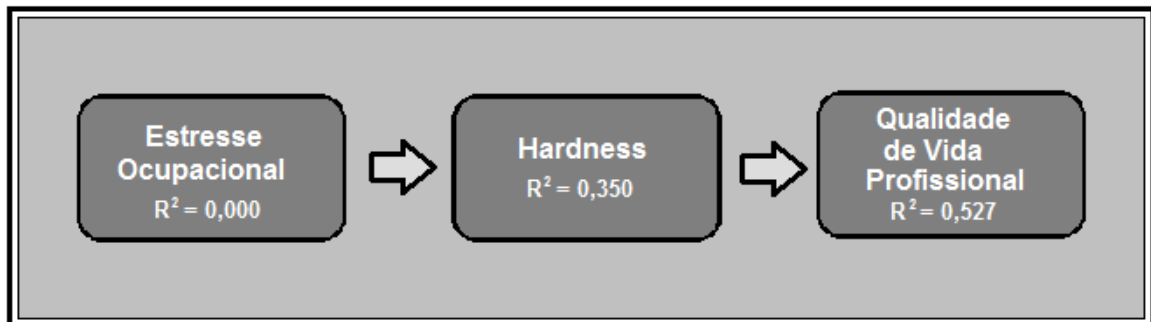 Estresse
Ocupacional
R² = 0,000
Hardness
R² = 0,350
Qualidade
de Vida
Profissional
R² = 0,527